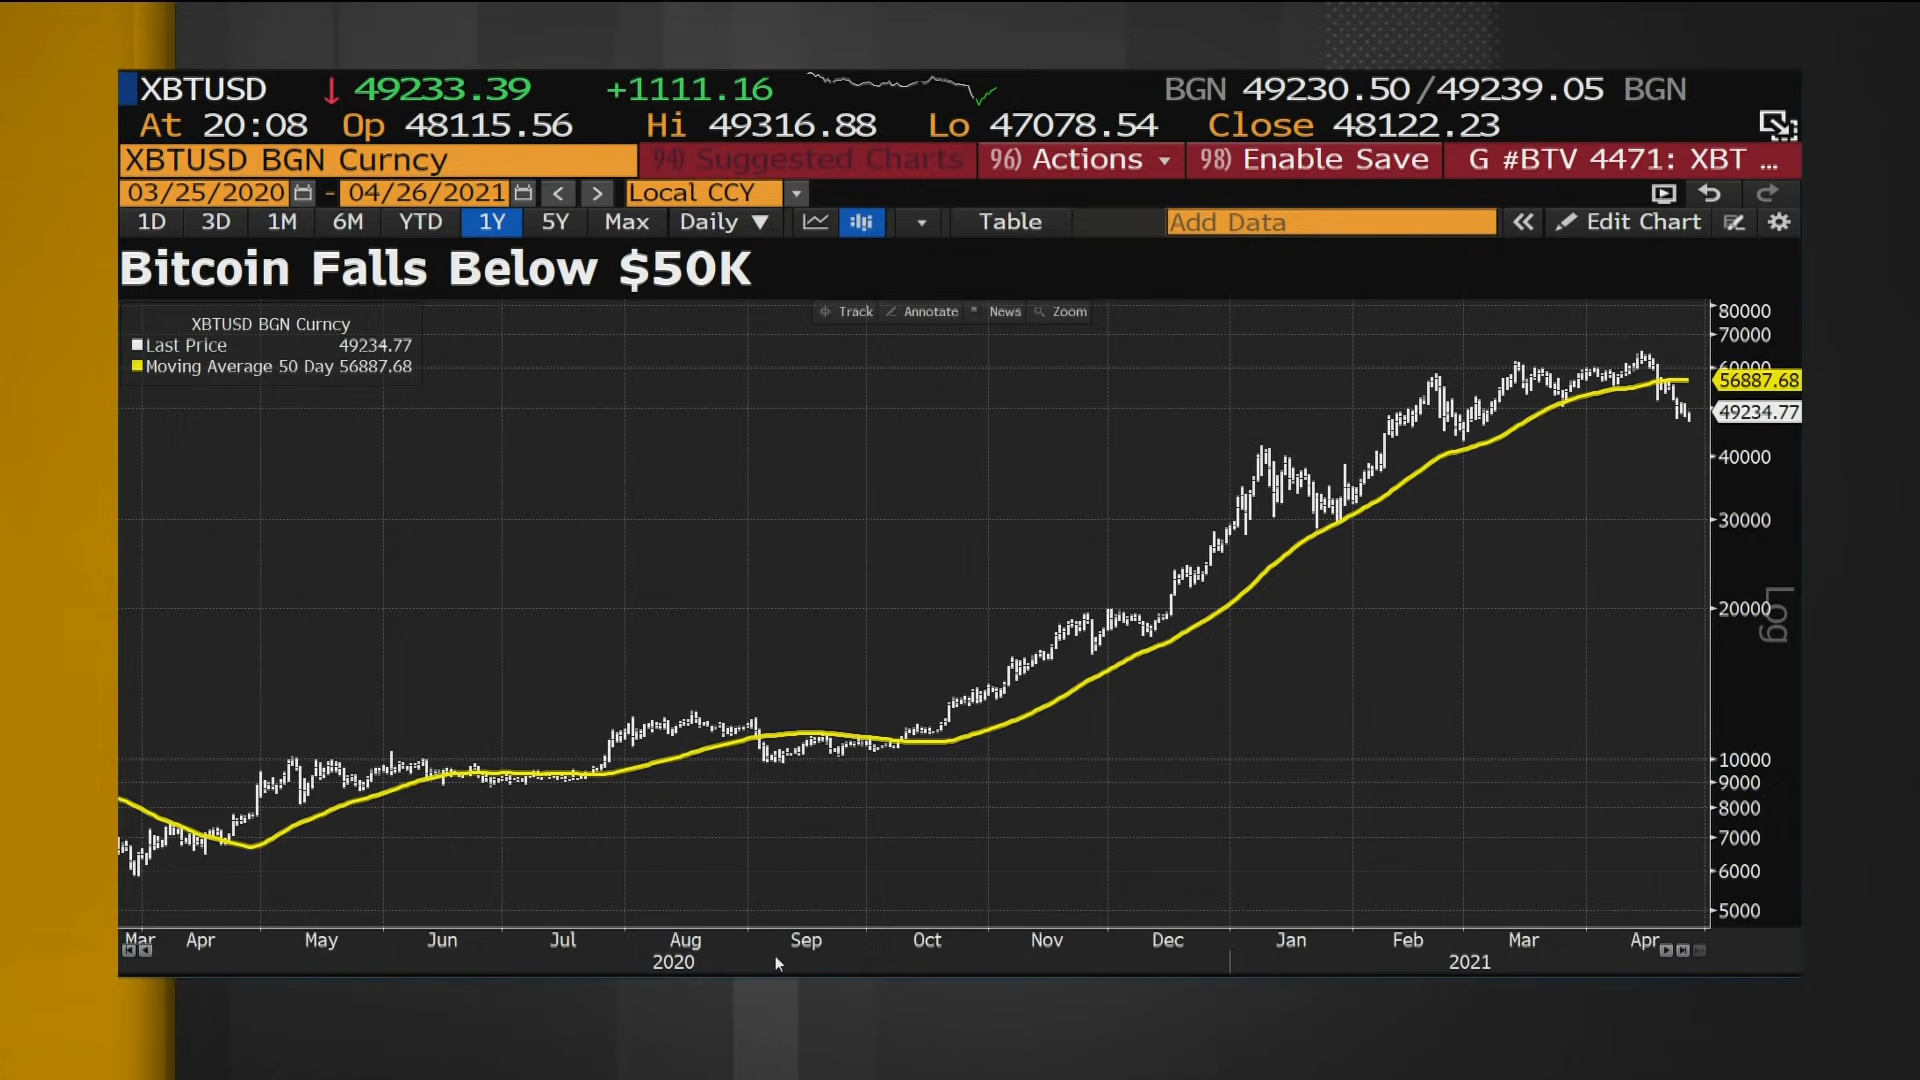 XBTUSD ↓ 49233.39 +1111.16 BGN 49230.50/49239.05 BGN
At 20:08 Op 48115.56 Hi 49316.88 Lo 47078.54 Close 48122.23
XBTUSD BGN Curncy 94) Suggested Charts 96) Actions 98) Enable Save G #BTV 4471: XBT ...
03/25/2020 - 04/26/2021 < > Local CCY
1D 3D 1M 6M YTD 1Y 5Y Max Daily ▼ Table Add Data « Edit Chart
Bitcoin Falls Below $50K
Track Annotate News Zoom
XBTUSD BGN Curncy
Last Price 49234.77
Moving Average 50 Day 56887.68
80000
70000
60000
56887.68
49234.77
40000
30000
20000
Log
10000
9000
8000
7000
6000
5000
Mar Apr May Jun Jul Aug Sep Oct Nov Dec Jan Feb Mar Apr
2020 2021